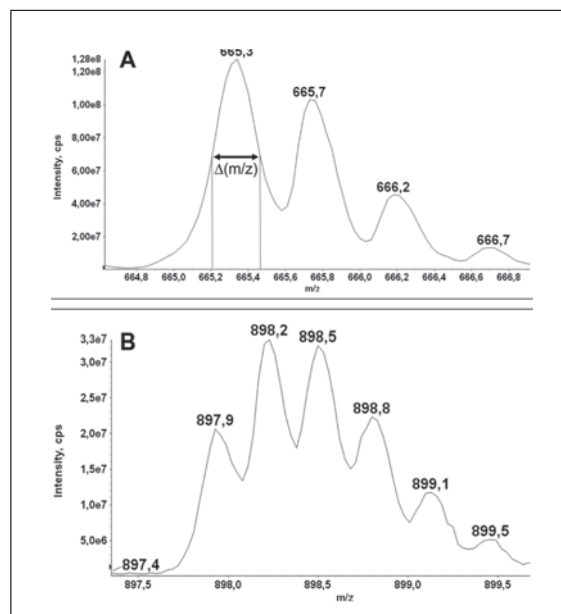 A
665,3
1,28e8
1,20e8
665,7
1,00e8
8,00e7
Intensity, cps
6,00e7
Δ(m/z)
666,2
4,00e7
666,7
2,00e7
664,8 665,0 665,2 665,4 665,6 665,8 666,0 666,2 666,4 666,6 666,8
m/z
B
3,3e7
898,2
898,5
3,0e7
898,8
897,9
2,0e7
Intensity, cps
1,5e7
899,1
1,0e7
899,5
5,0e6
897,4
897,5 898,0 898,5 899,0 899,5
m/z